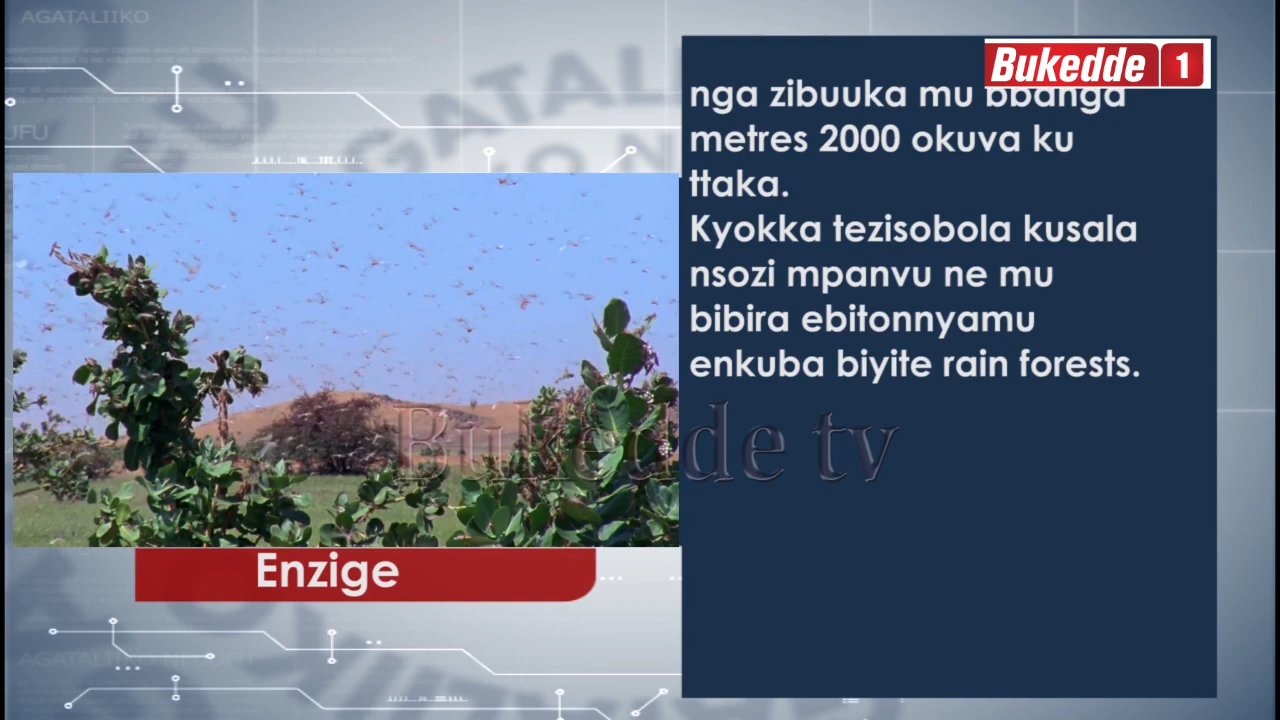 AGATALIIKO
Bukedde 1
nga zibuuka mu bbanga
metres 2000 okuva ku
ttaka.
Kyokka tezisobola kusala
nsozi mpanvu ne mu
bibira ebitonnyamu
enkuba biyite rain forests.
Bukedde tv
Enzige